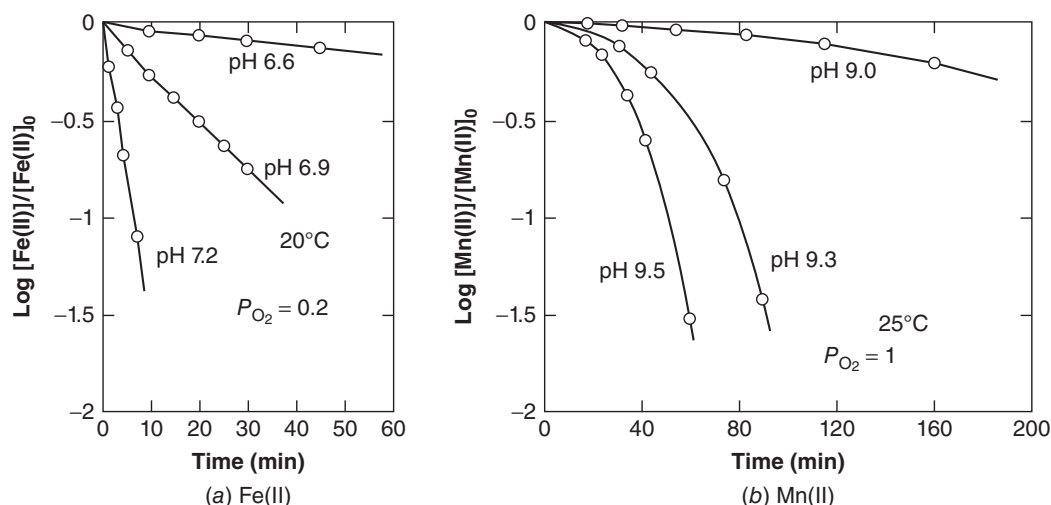 Log [Fe(II)]/[Fe(II)]₀
0
−0.5
−1
−1.5
−2
pH 6.6
pH 6.9
pH 7.2
20°C
P_O₂ = 0.2
0 10 20 30 40 50 60
Time (min)
(a) Fe(II)
Log [Mn(II)]/[Mn(II)]₀
0
−0.5
−1
−1.5
−2
pH 9.0
pH 9.5
pH 9.3
25°C
P_O₂ = 1
0 40 80 120 160 200
Time (min)
(b) Mn(II)